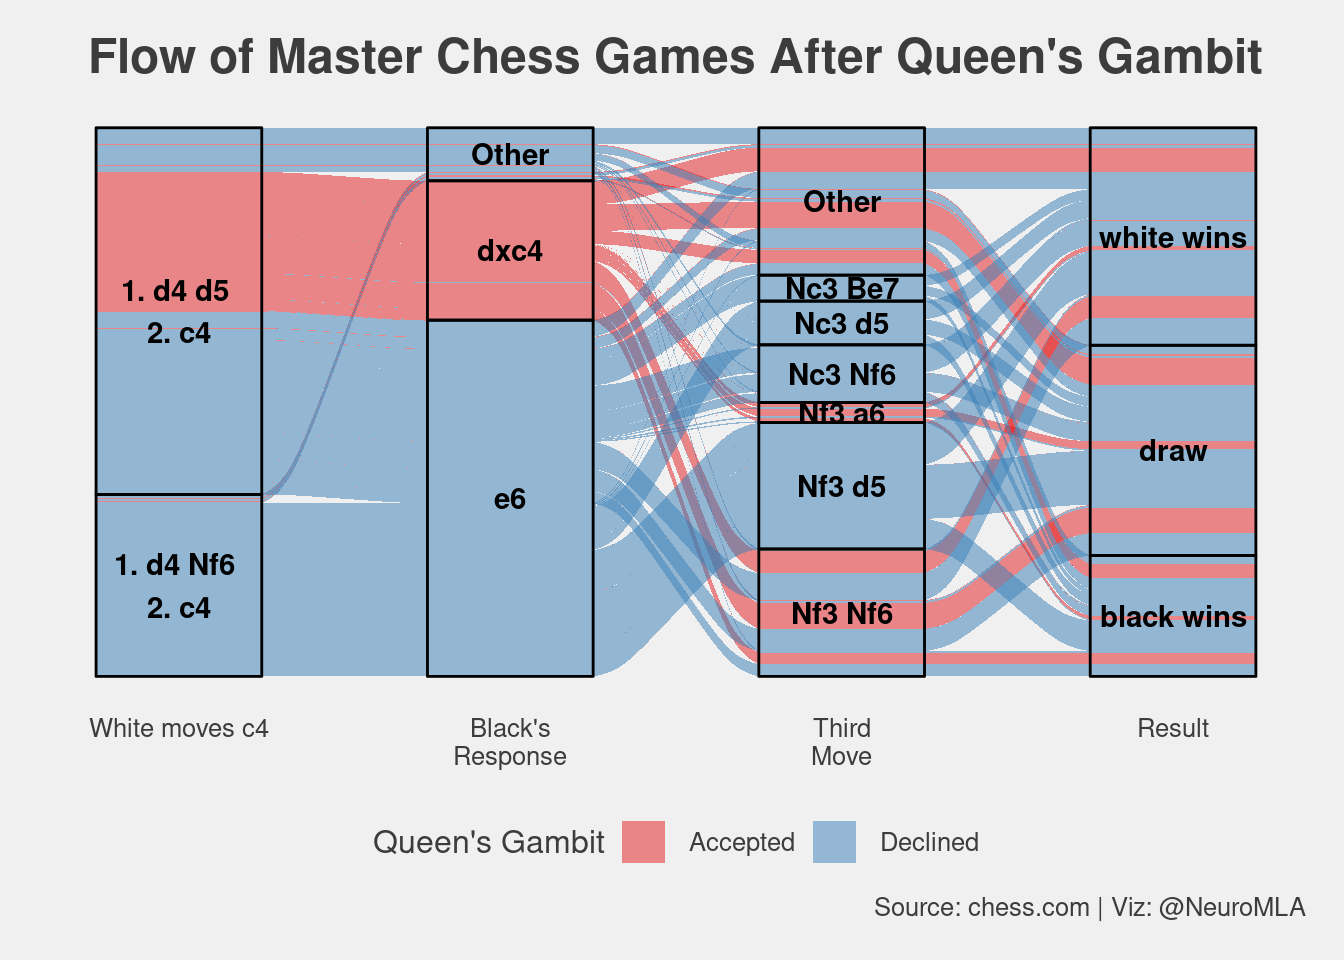 Flow of Master Chess Games After Queen's Gambit
1. d4 d5
2. c4
1. d4 Nf6
2. c4
Other
dxc4
e6
Other
Nc3 Be7
Nc3 d5
Nc3 Nf6
Nf3 a6
Nf3 d5
Nf3 Nf6
white wins
draw
black wins
White moves c4
Black's
Response
Third
Move
Result
Queen's Gambit
Accepted
Declined
Source: chess.com | Viz: @NeuroMLA